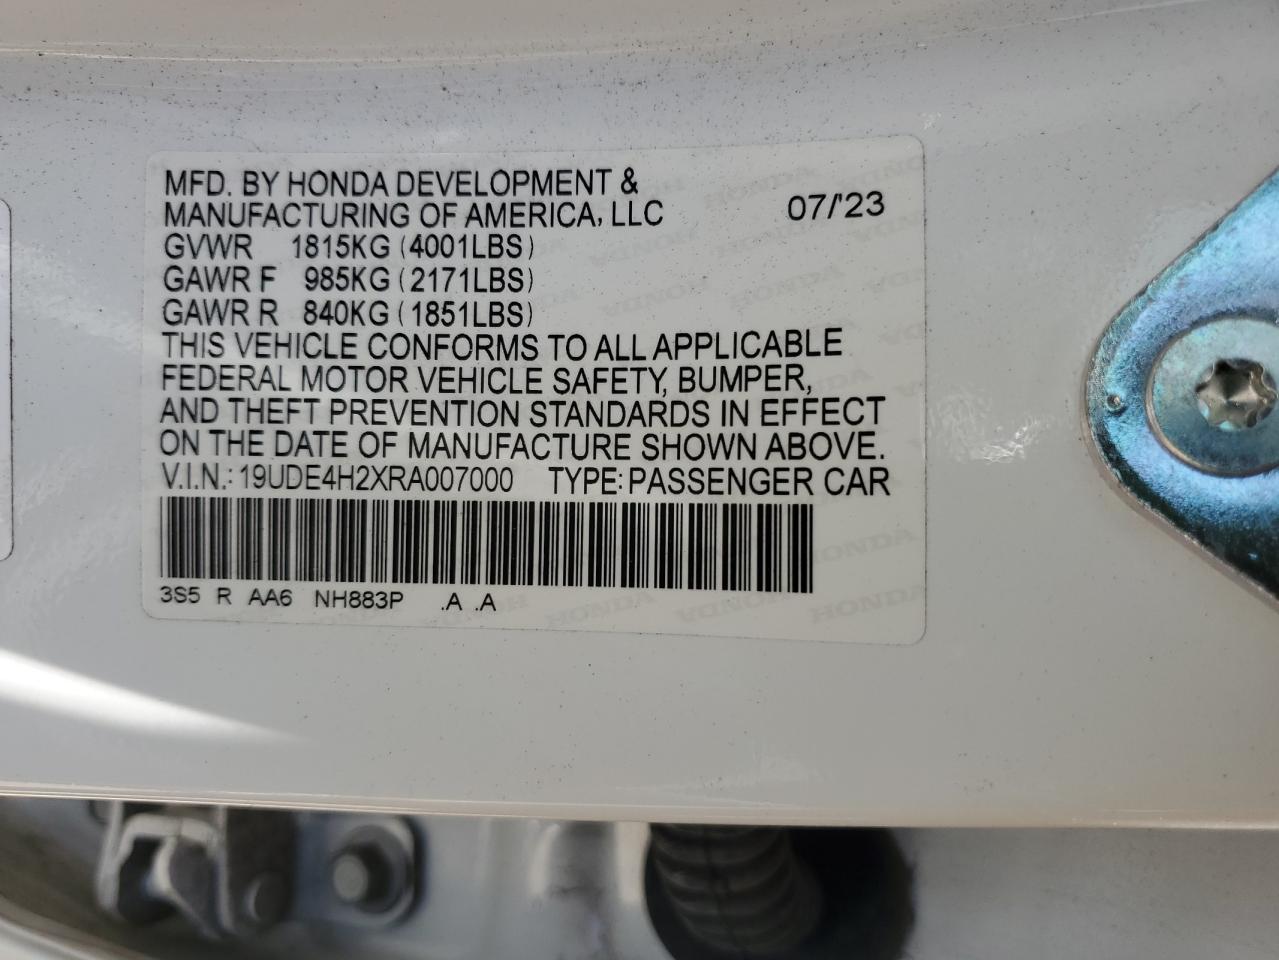 MFD. BY HONDA DEVELOPMENT &
MANUFACTURING OF AMERICA, LLC 07/'23
GVWR 1815KG (4001LBS)
GAWR F 985KG (2171LBS)
GAWR R 840KG (1851LBS)
THIS VEHICLE CONFORMS TO ALL APPLICABLE
FEDERAL MOTOR VEHICLE SAFETY, BUMPER,
AND THEFT PREVENTION STANDARDS IN EFFECT
ON THE DATE OF MANUFACTURE SHOWN ABOVE.
V.I.N.: 19UDE4H2XRA007000 TYPE: PASSENGER CAR
3S5 R AA6 NH883P .A .A